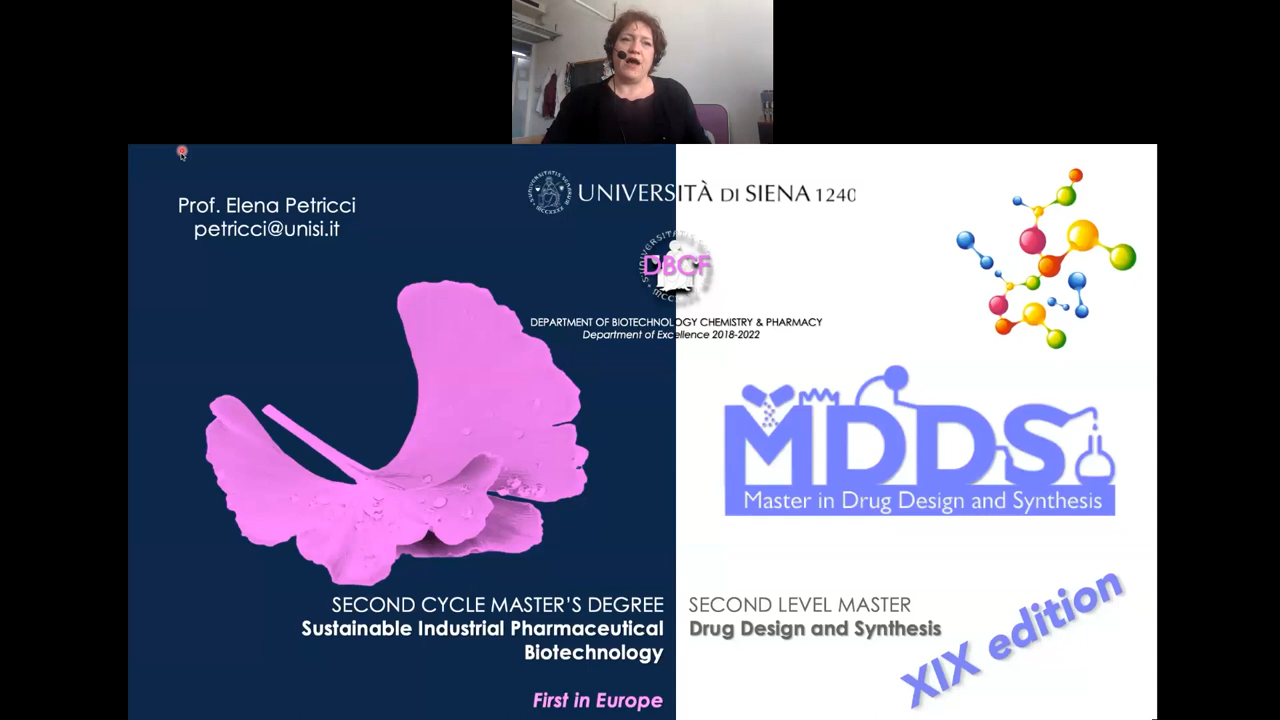 Prof. Elena Petricci
petricci@unisi.it
UNIVERSITÀ DI SIENA 1240
DBCF
DEPARTMENT OF BIOTECHNOLOGY CHEMISTRY & PHARMACY
Department of Excellence 2018-2022
MDDS
Master in Drug Design and Synthesis
SECOND CYCLE MASTER'S DEGREE
Sustainable Industrial Pharmaceutical
Biotechnology
First in Europe
SECOND LEVEL MASTER
Drug Design and Synthesis
XIX edition